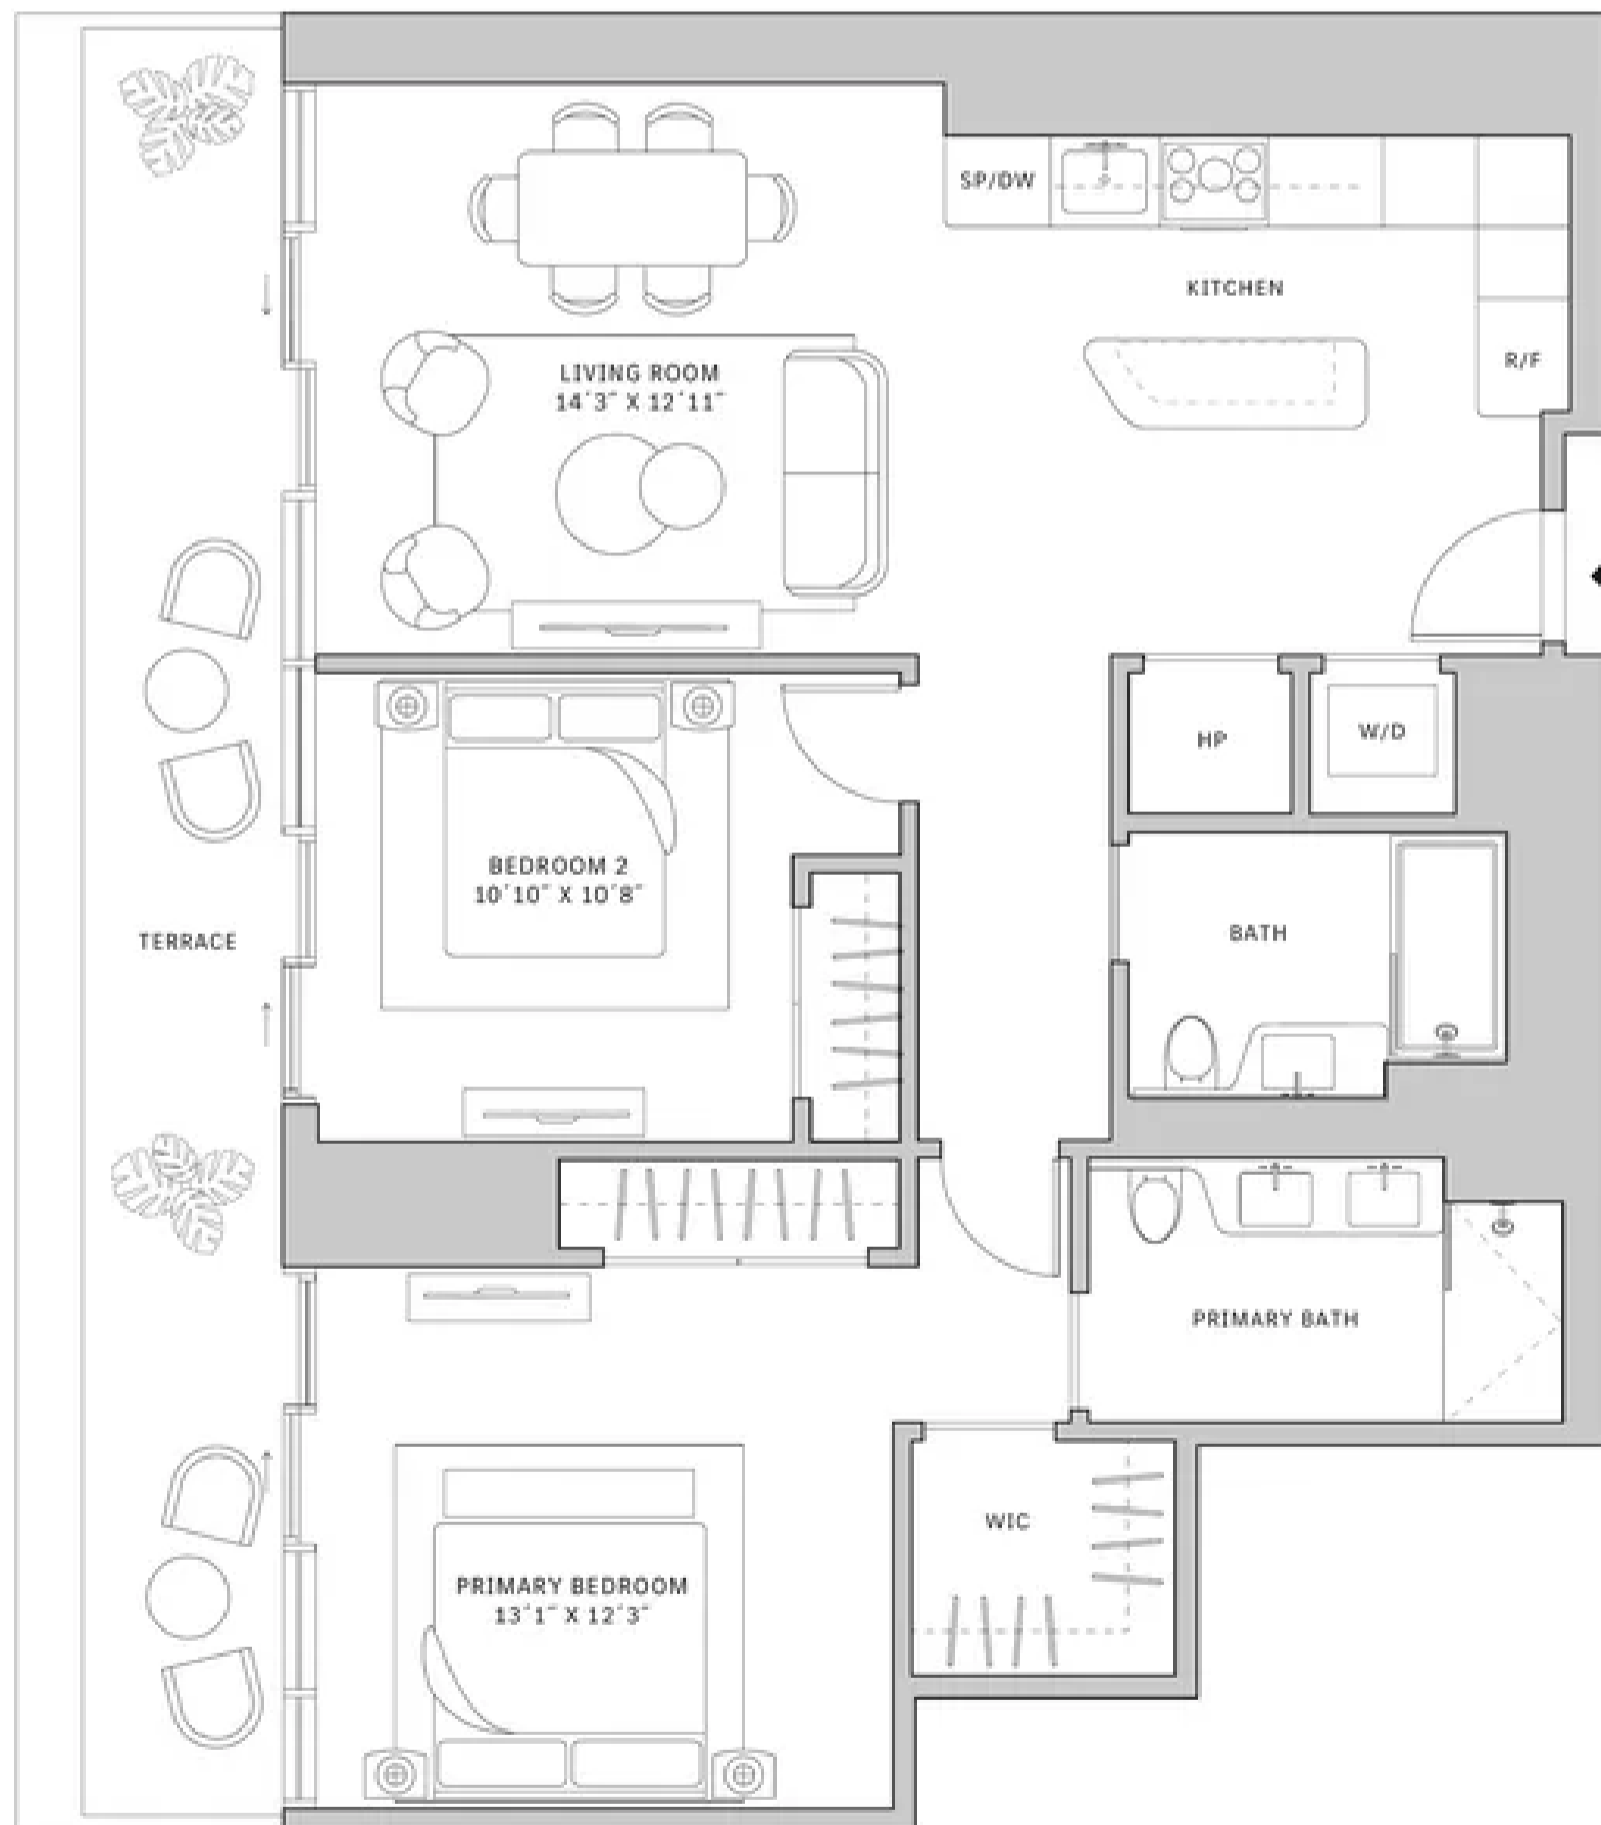 SP/DW
KITCHEN
R/F
LIVING ROOM
14´3˝ X 12´11˝
HP
W/D
BEDROOM 2
10´10˝ X 10´8˝
BATH
TERRACE
PRIMARY BATH
WIC
PRIMARY BEDROOM
13´1˝ X 12´3˝